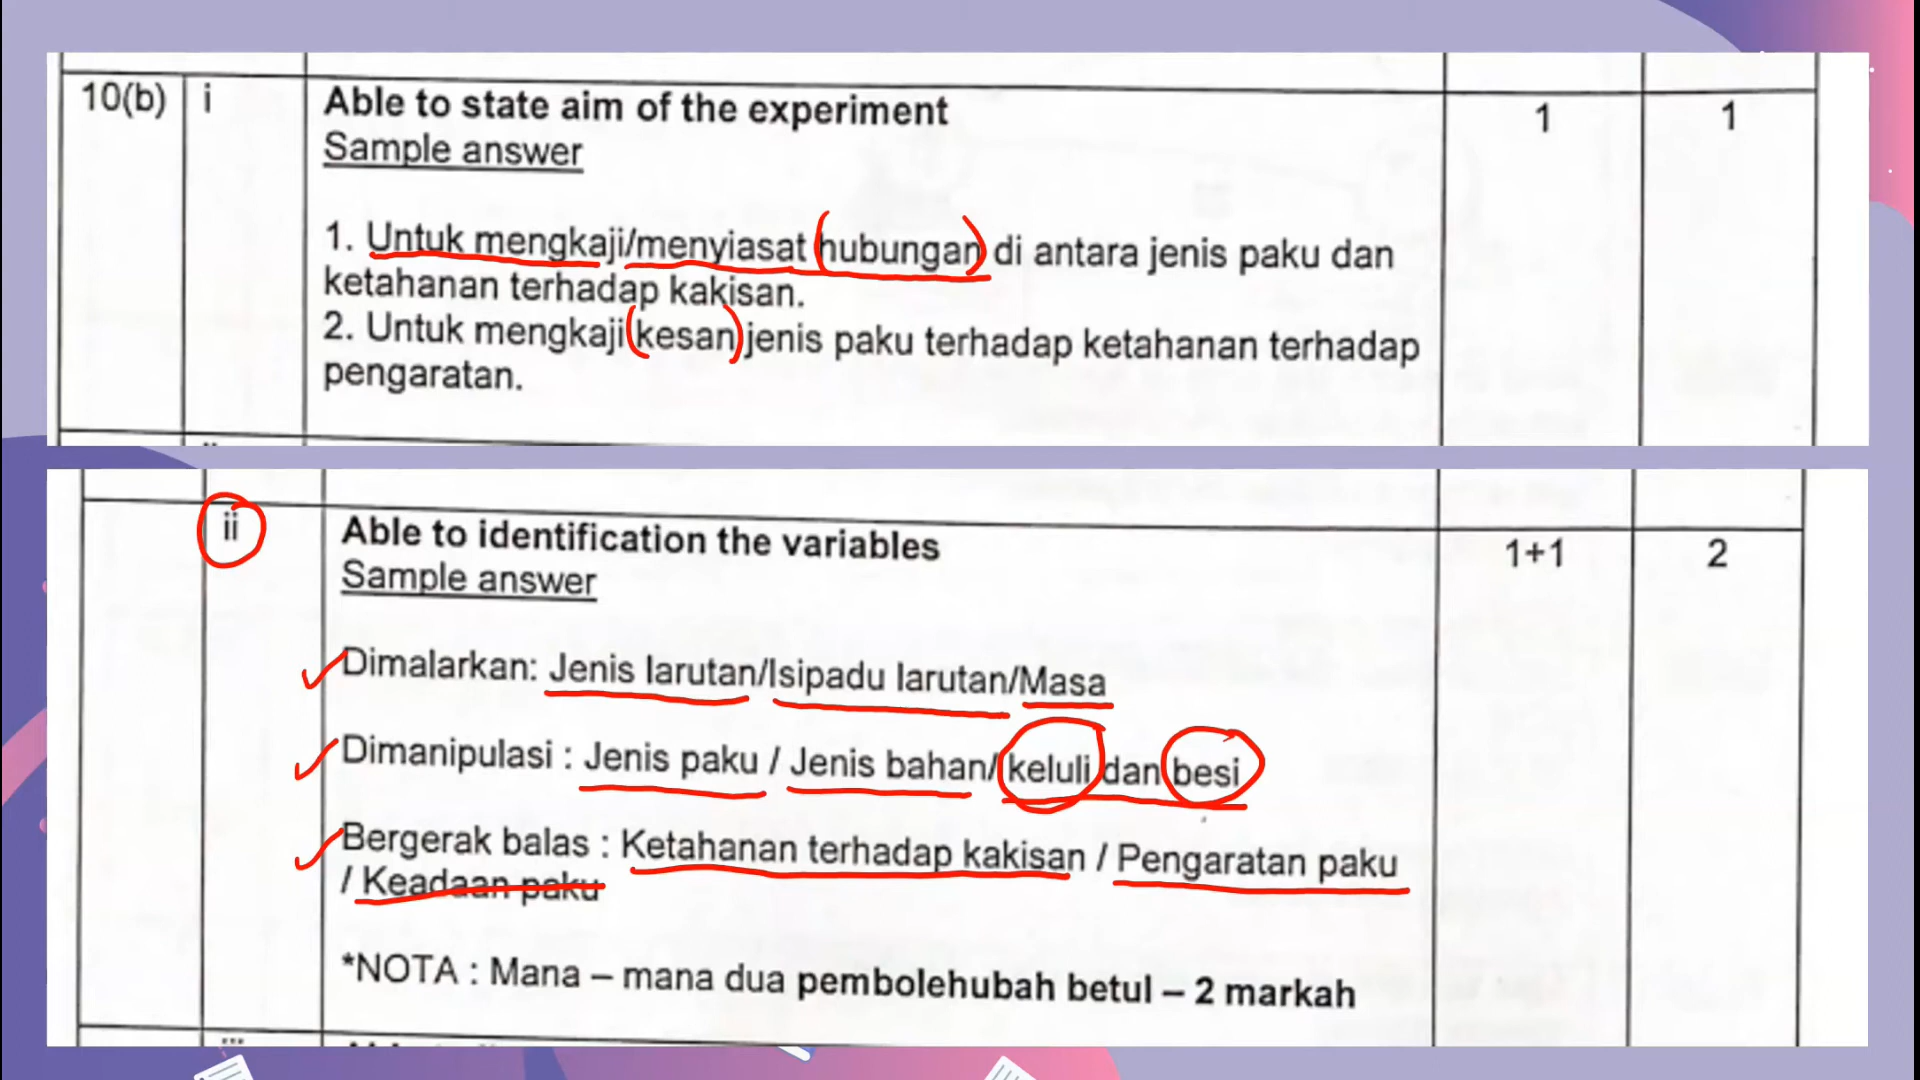 10(b) i Able to state aim of the experiment 1 1
Sample answer
1. Untuk mengkaji/menyiasat hubungan di antara jenis paku dan
ketahanan terhadap kakisan.
2. Untuk mengkaji kesan jenis paku terhadap ketahanan terhadap
pengaratan.
ii Able to identification the variables 1+1 2
Sample answer
Dimalarkan: Jenis larutan/Isipadu larutan/Masa
Dimanipulasi : Jenis paku / Jenis bahan/ keluli dan besi
Bergerak balas : Ketahanan terhadap kakisan / Pengaratan paku
/ Keadaan paku
*NOTA : Mana – mana dua pembolehubah betul – 2 markah